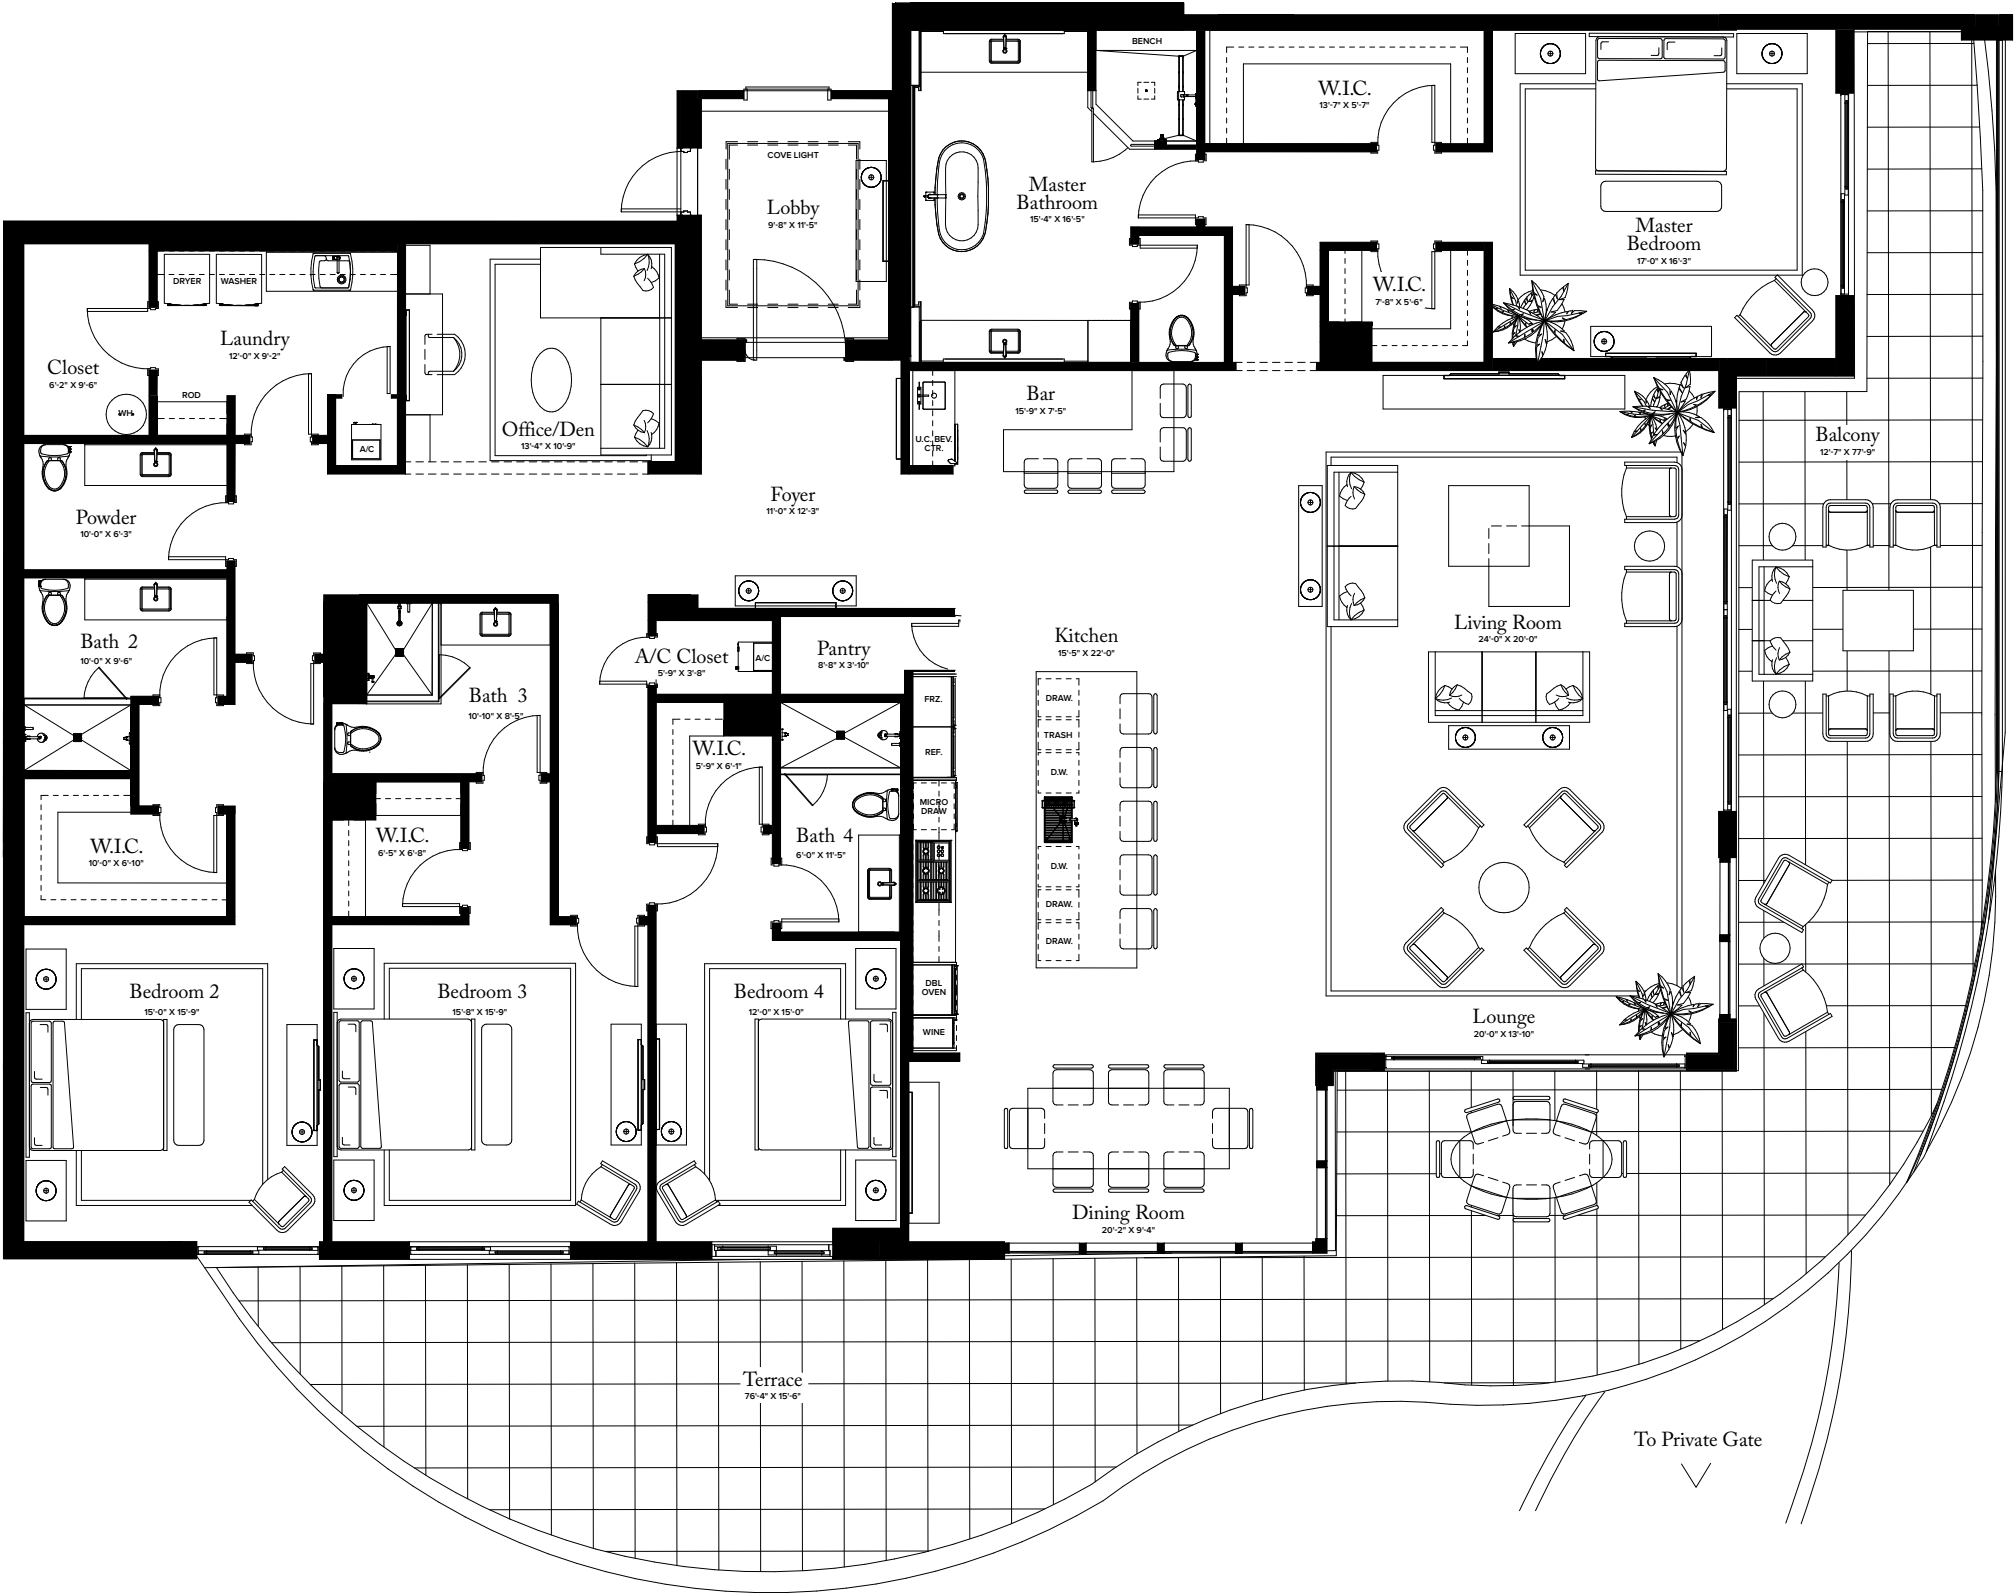 BENCH
W.I.C.
13'-7" X 5'-7"
COVE LIGHT
Lobby
9'-8" X 11'-5"
Master
Bathroom
15'-4" X 16'-5"
Master
Bedroom
17'-0" X 16'-3"
W.I.C.
7'-8" X 5'-6"
DRYER
WASHER
Laundry
12'-0" X 9'-2"
Closet
6'-2" X 9'-6"
WH
ROD
A/C
Office/Den
13'-4" X 10'-9"
Bar
15'-9" X 7'-5"
U.C. BEV.
CTR.
Balcony
12'-7" X 77'-9"
Foyer
11'-0" X 12'-3"
Powder
10'-0" X 6'-3"
Bath 2
10'-0" X 9'-6"
Bath 3
10'-10" X 8'-5"
A/C Closet
5'-9" X 3'-8"
A/C
Pantry
8'-8" X 3'-10"
Kitchen
15'-5" X 22'-0"
Living Room
24'-0" X 20'-0"
FRZ.
REF.
MICRO
DRAW
DRAW.
TRASH
D.W.
D.W.
DRAW.
DRAW.
W.I.C.
5'-9" X 6'-1"
W.I.C.
10'-0" X 6'-10"
W.I.C.
6'-5" X 6'-8"
Bath 4
6'-0" X 11'-5"
DBL
OVEN
WINE
Bedroom 2
15'-0" X 15'-9"
Bedroom 3
15'-8" X 15'-9"
Bedroom 4
12'-0" X 15'-0"
Lounge
20'-0" X 13'-10"
Dining Room
20'-2" X 9'-4"
Terrace
76'-4" X 15'-6"
To Private Gate